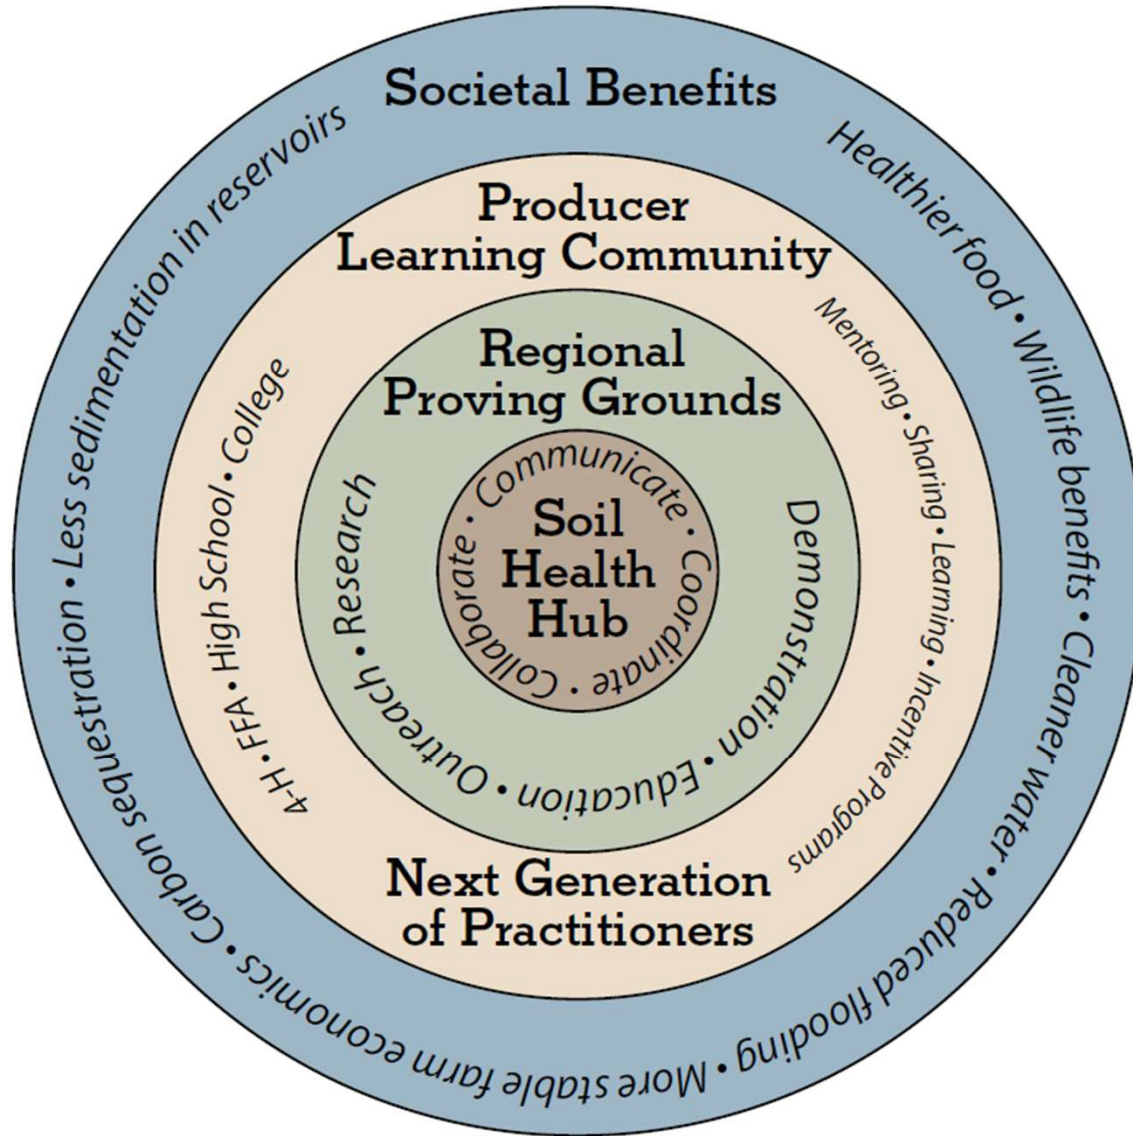 Societal Benefits
Healthier food • Wildlife benefits • Cleaner water • Reduced flooding • More stable farm economics • Carbon sequestration • Less sedimentation in reservoirs
Producer
Learning Community
Mentoring • Sharing • Learning • Incentive Programs
4-H • FFA • High School • College
Next Generation
of Practitioners
Regional
Proving Grounds
Demonstration • Education • Outreach • Research
Communicate • Coordinate • Collaborate •
Soil
Health
Hub